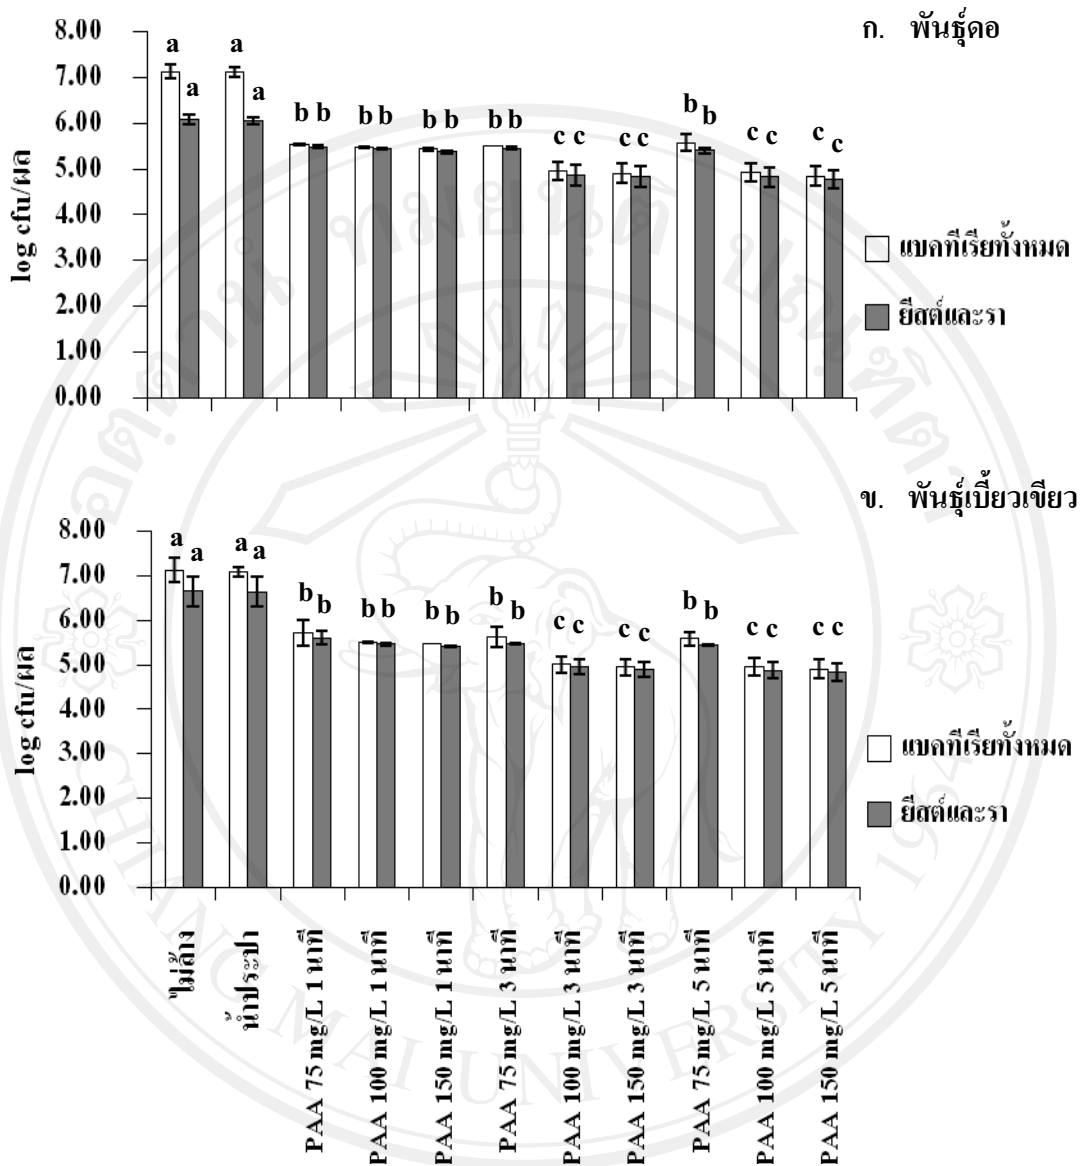 ก. พันธุ์ดอ
8.00
7.00
6.00
5.00
4.00
3.00
2.00
1.00
0.00
log cfu/ผล
a a a a b b b b b b b b c c c c b b c c c c
แบคทีเรียทั้งหมด
ยีสต์และรา
ข. พันธุ์เบี้ยวเขียว
8.00
7.00
6.00
5.00
4.00
3.00
2.00
1.00
0.00
log cfu/ผล
a a a a b b b b b b b b c c c c b b c c c c
แบคทีเรียทั้งหมด
ยีสต์และรา
ไม่ล้าง
น้ำประปา
PAA 75 mg/L 1 นาที
PAA 100 mg/L 1 นาที
PAA 150 mg/L 1 นาที
PAA 75 mg/L 3 นาที
PAA 100 mg/L 3 นาที
PAA 150 mg/L 3 นาที
PAA 75 mg/L 5 นาที
PAA 100 mg/L 5 นาที
PAA 150 mg/L 5 นาที
CHIANG MAI UNIVERSITY 1964